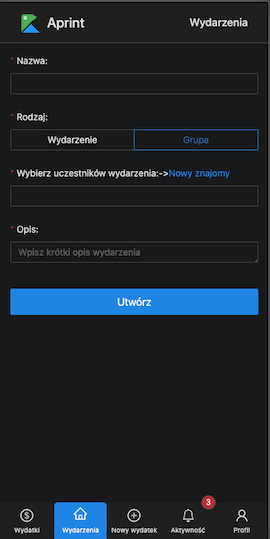 Aprint
Wydarzenia
* Nazwa:
* Rodzaj:
Wydarzenie
Grupa
* Wybierz uczestników wydarzenia:->Nowy znajomy
* Opis:
Wpisz krótki opis wydarzenia
Utwórz
$
3
Wydatki
Wydarzenia
Nowy wydatek
Aktywność
Profil